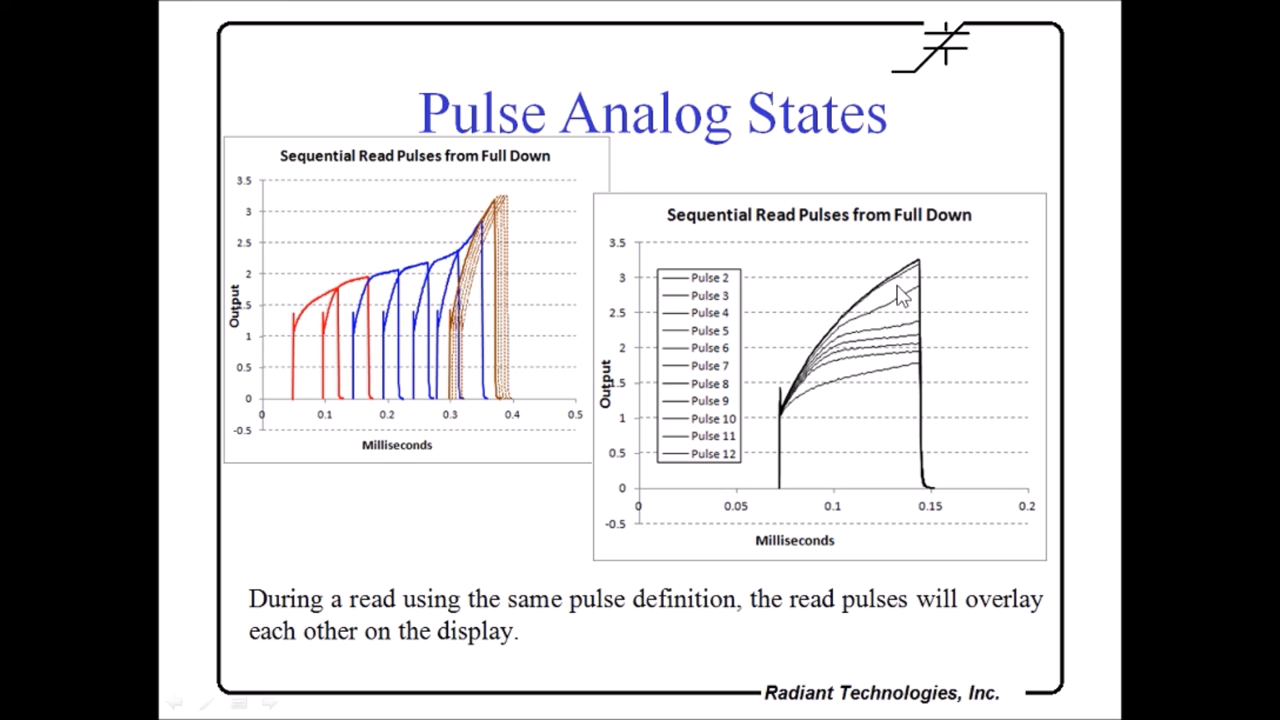 Pulse Analog States
Sequential Read Pulses from Full Down
3.5
3
2.5
2
1.5
1
0.5
0
-0.5
Output
0
0.1
0.2
0.3
0.4
0.5
Milliseconds
Sequential Read Pulses from Full Down
3.5
3
2.5
2
1.5
1
0.5
0
-0.5
Output
Pulse 2
Pulse 3
Pulse 4
Pulse 5
Pulse 6
Pulse 7
Pulse 8
Pulse 9
Pulse 10
Pulse 11
Pulse 12
0
0.05
0.1
0.15
0.2
Milliseconds
During a read using the same pulse definition, the read pulses will overlay
each other on the display.
Radiant Technologies, Inc.